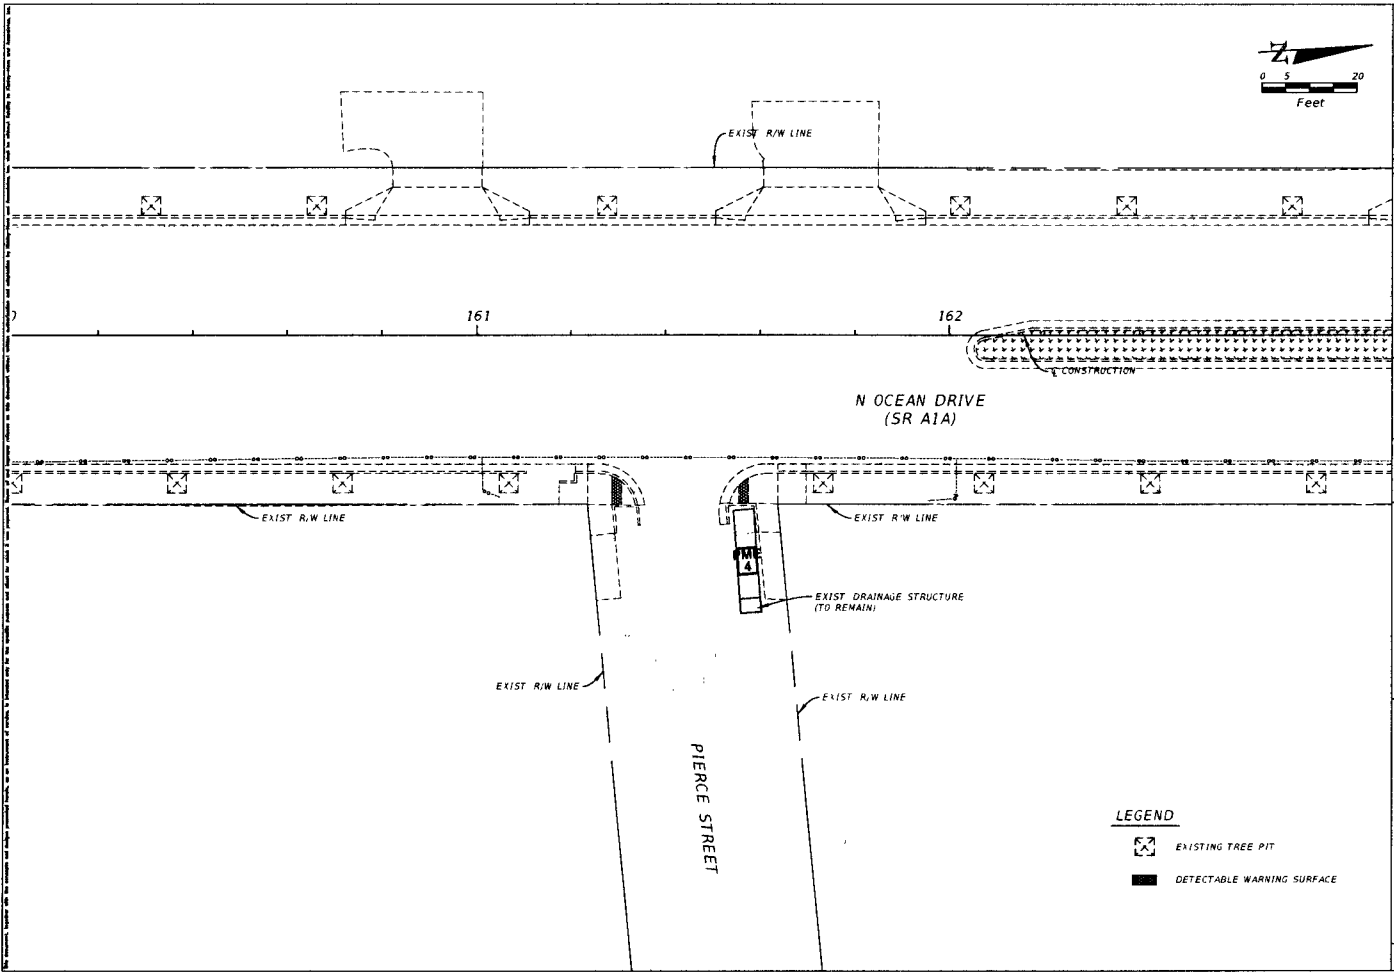 N
0 5 20
Feet
EXIST R/W LINE
161
162
℄ CONSTRUCTION
N OCEAN DRIVE
(SR A1A)
EXIST R/W LINE
EXIST R/W LINE
PME
4
EXIST DRAINAGE STRUCTURE
(TO REMAIN)
EXIST R/W LINE
EXIST R/W LINE
PIERCE STREET
LEGEND
EXISTING TREE PIT
DETECTABLE WARNING SURFACE